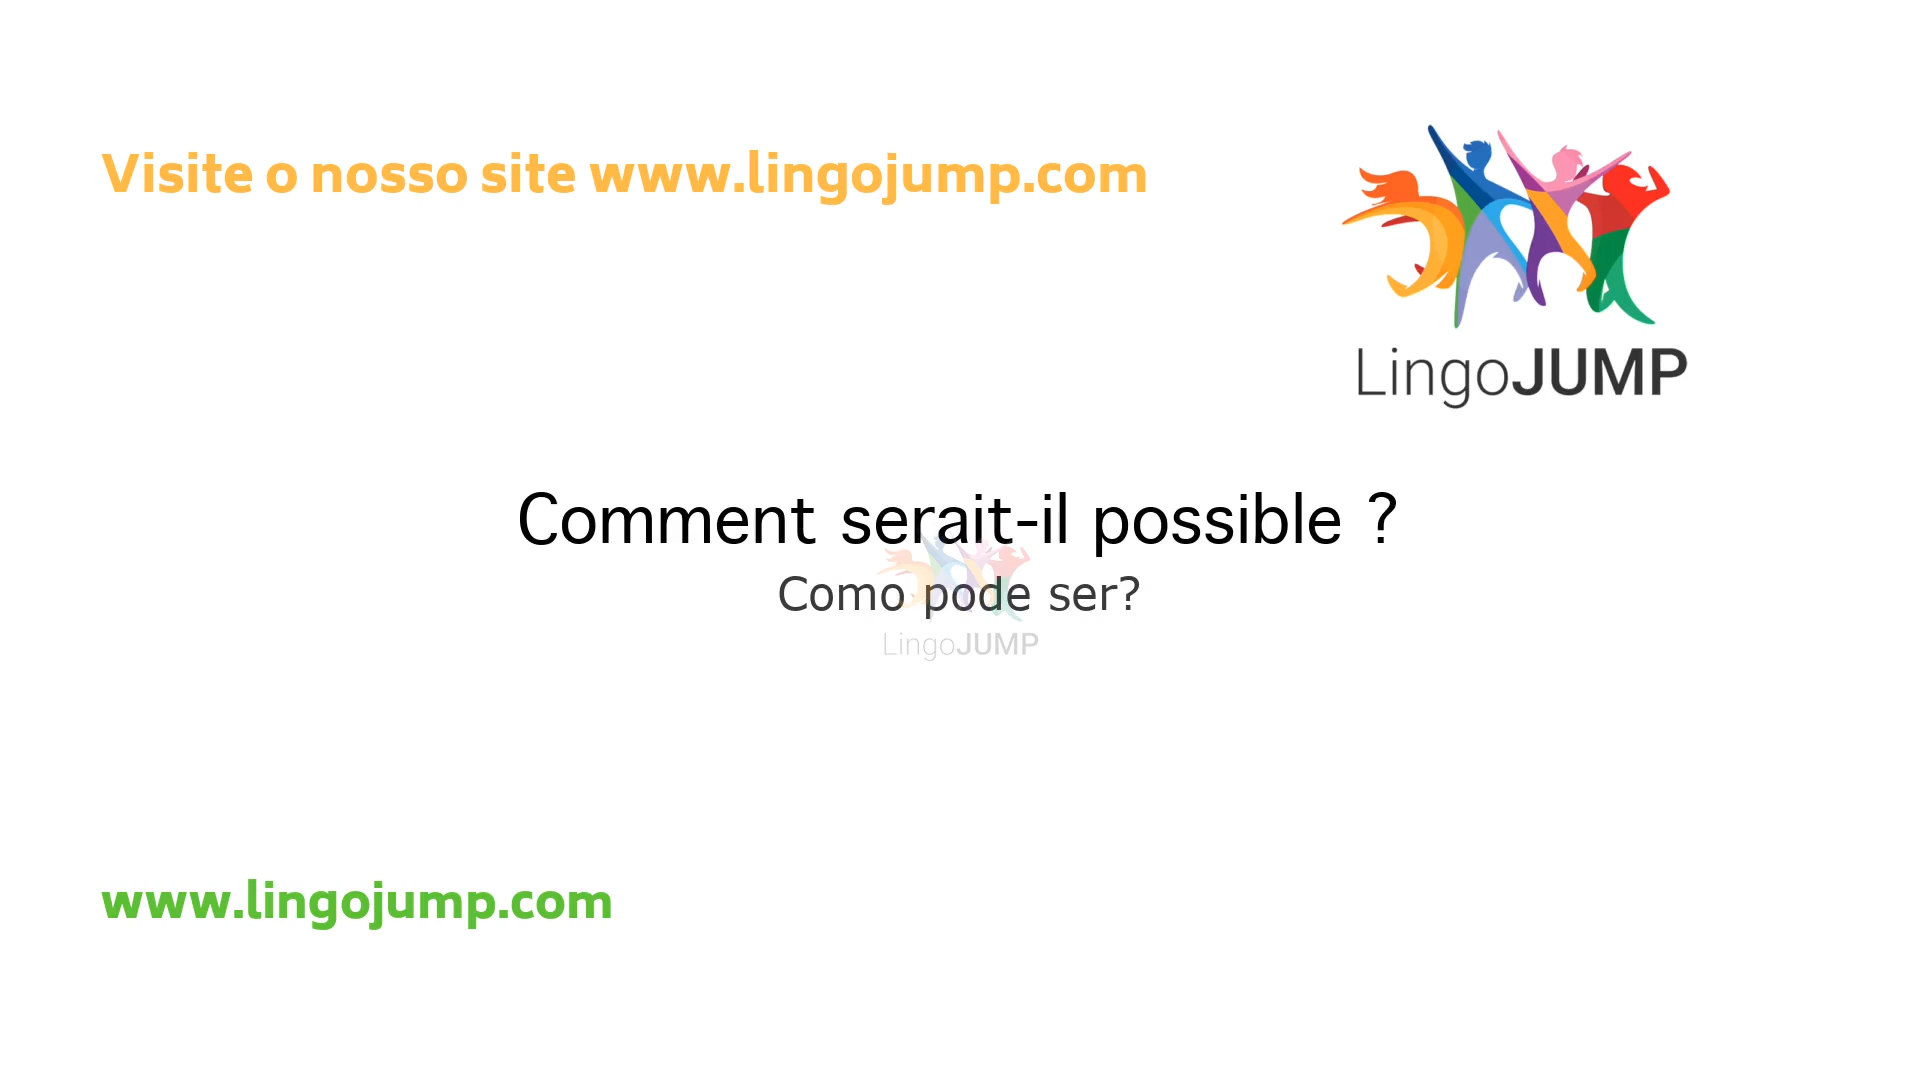 Visite o nosso site www.lingojump.com
LingoJUMP
Comment serait-il possible ?
Como pode ser?
LingoJUMP
www.lingojump.com